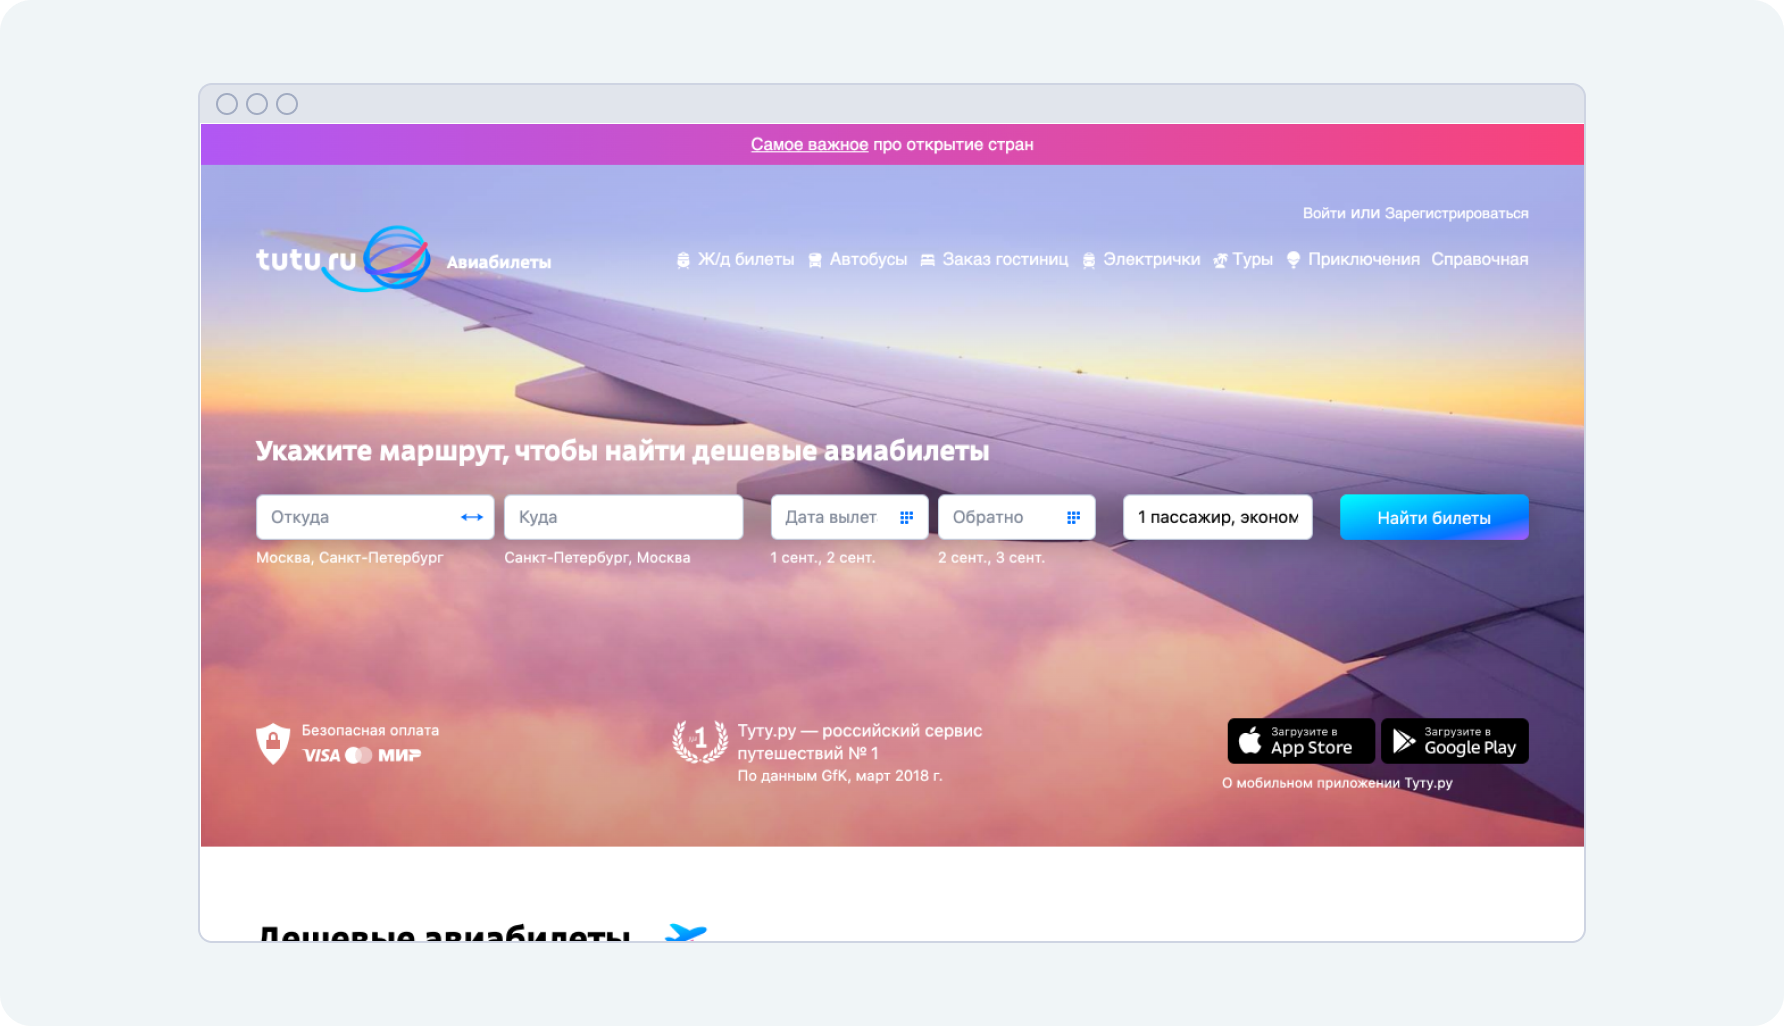 Самое важное про открытие стран
Войти или Зарегистрироваться
tutu.ru Авиабилеты Ж/д билеты Автобусы Заказ гостиниц Электрички Туры Приключения Справочная
Укажите маршрут, чтобы найти дешевые авиабилеты
Откуда Куда Дата вылет Обратно 1 пассажир, эконом Найти билеты
Москва, Санкт-Петербург Санкт-Петербург, Москва 1 сент., 2 сент. 2 сент., 3 сент.
Безопасная оплата
VISA МИР
№1
Туту.ру — российский сервис
путешествий № 1
По данным GfK, март 2018 г.
Загрузите в
App Store
Загрузите в
Google Play
О мобильном приложении Туту.ру
Дешевые авиабилеты